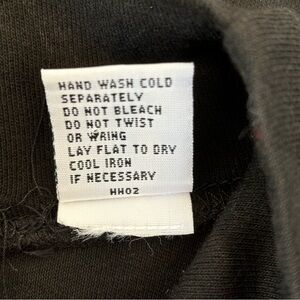 HAND WASH COLD
SEPARATELY
DO NOT BLEACH
DO NOT TWIST
OR WRING
LAY FLAT TO DRY
COOL IRON
IF NECESSARY
HH02